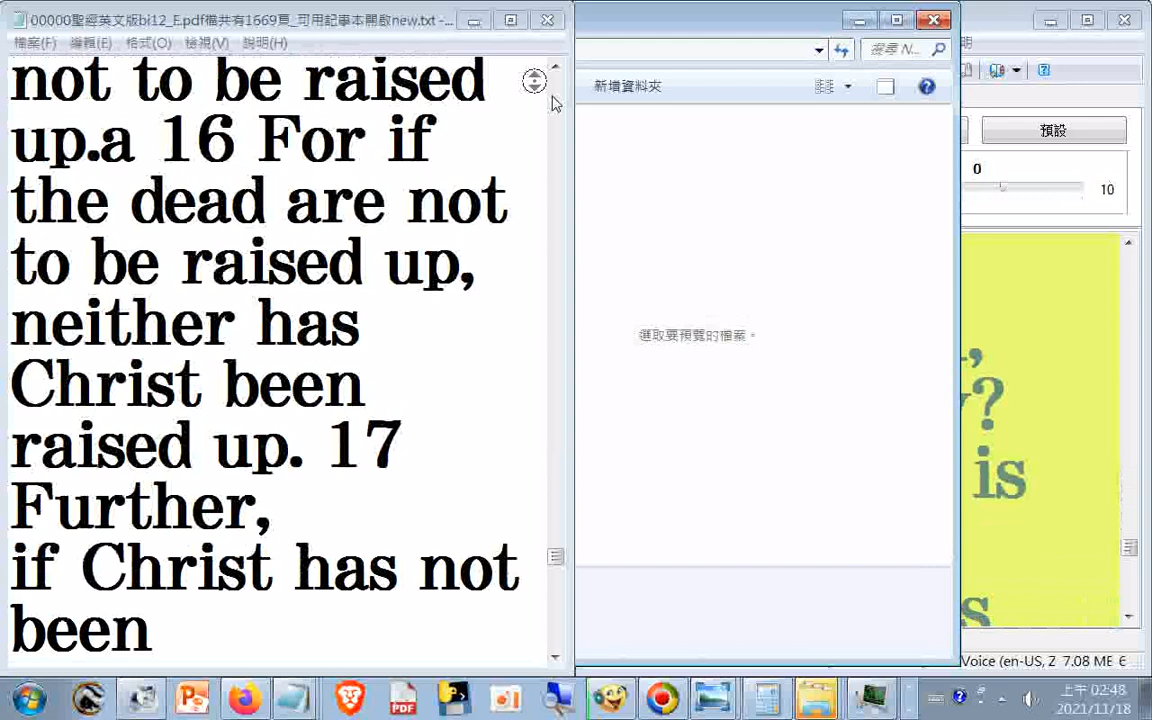 00000聖經英文版bi12_E.pdf檔共有1669頁_可用記事本開啟new.txt -...
檔案(F) 編輯(E) 格式(O) 檢視(V) 說明(H)
not to be raised
up.a 16 For if
the dead are not
to be raised up,
neither has
Christ been
raised up. 17
Further,
if Christ has not
been
搜尋 N...
新增資料夾
選取要預覽的檔案。
明
預設
0
10
,
y?
is
s
Voice (en-US, Z 7.08 ME 6
上午 02:48
2021/11/18